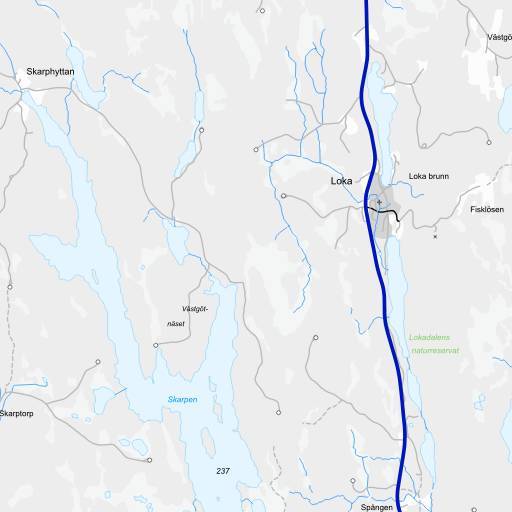 Västgö
Skarphyttan
Loka brunn
Loka
Fisklösen
Västgöt-
näset
Lokadalens
naturreservat
Skarpen
Skarptorp
237
Spången